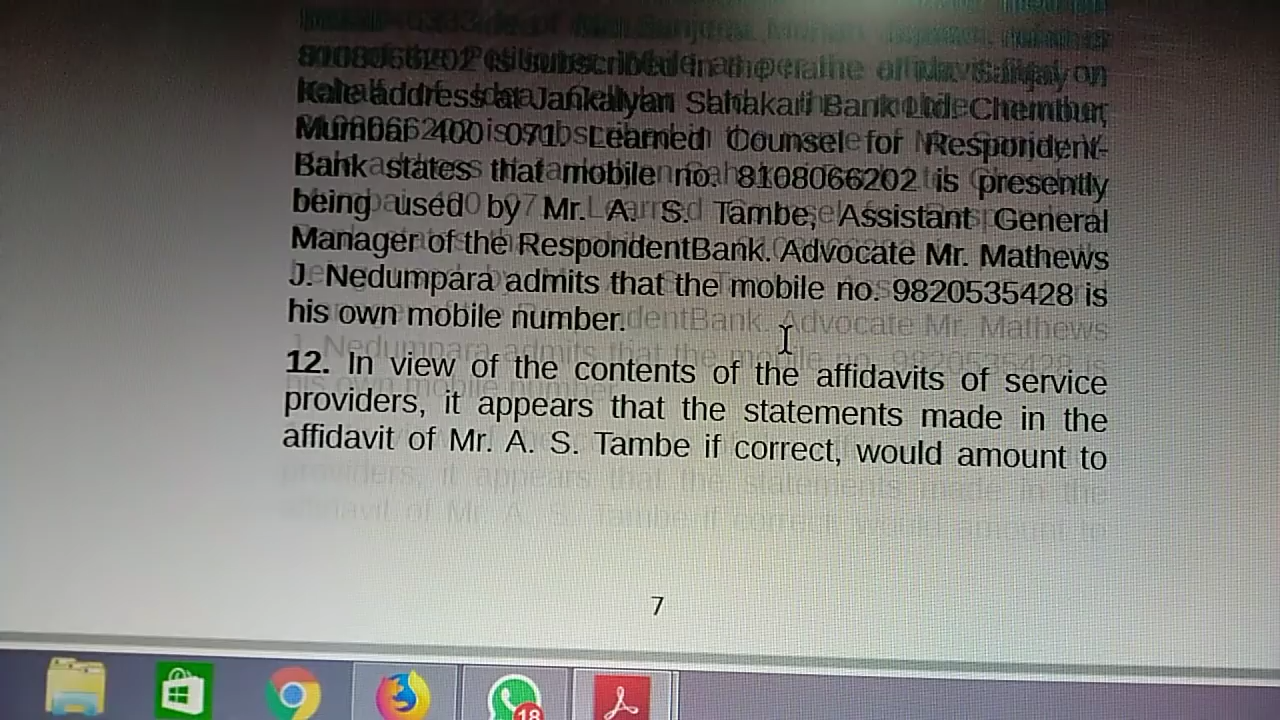 Kale address at Jankalyan Sahakari Bank Ltd. Chembur,
Mumbai 400 071. Learned Counsel for Respondent-
Bank states that mobile no. 8108066202 is presently
being used by Mr. A. S. Tambe, Assistant General
Manager of the RespondentBank. Advocate Mr. Mathews
J. Nedumpara admits that the mobile no. 9820535428 is
his own mobile number.
12. In view of the contents of the affidavits of service
providers, it appears that the statements made in the
affidavit of Mr. A. S. Tambe if correct, would amount to
7
18